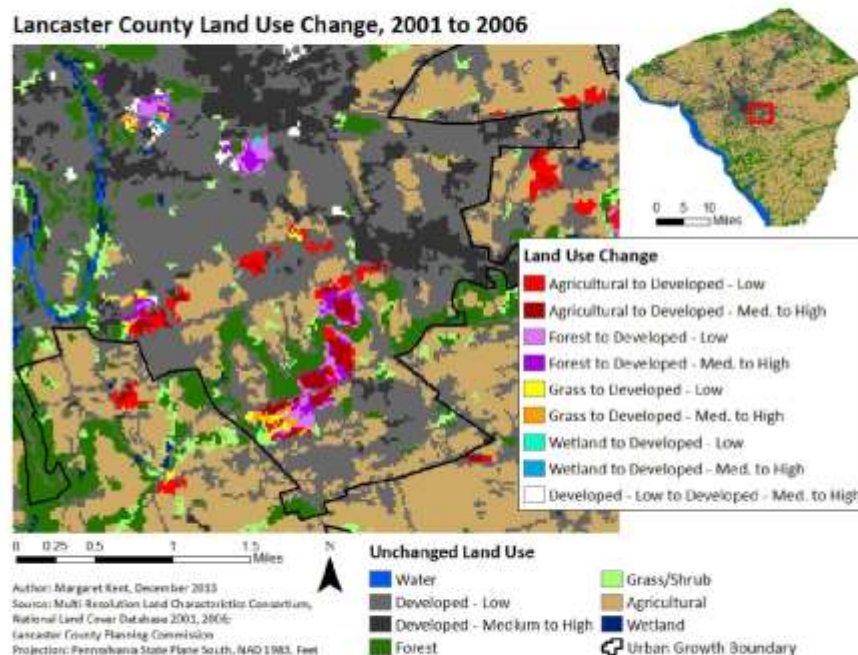 Lancaster County Land Use Change, 2001 to 2006
0 5 10
Miles
Land Use Change
Agricultural to Developed - Low
Agricultural to Developed - Med. to High
Forest to Developed - Low
Forest to Developed - Med. to High
Grass to Developed - Low
Grass to Developed - Med. to High
Wetland to Developed - Low
Wetland to Developed - Med. to High
Developed - Low to Developed - Med. to High
0 0.25 0.5 1 1.5
Miles
N
Author: Margaret Kent, December 2013
Source: Multi-Resolution Land Characteristics Consortium,
National Land Cover Database 2001, 2006;
Lancaster County Planning Commission
Projection: Pennsylvania State Plane South, NAD 1983, Feet
Unchanged Land Use
Water
Developed - Low
Developed - Medium to High
Forest
Grass/Shrub
Agricultural
Wetland
Urban Growth Boundary